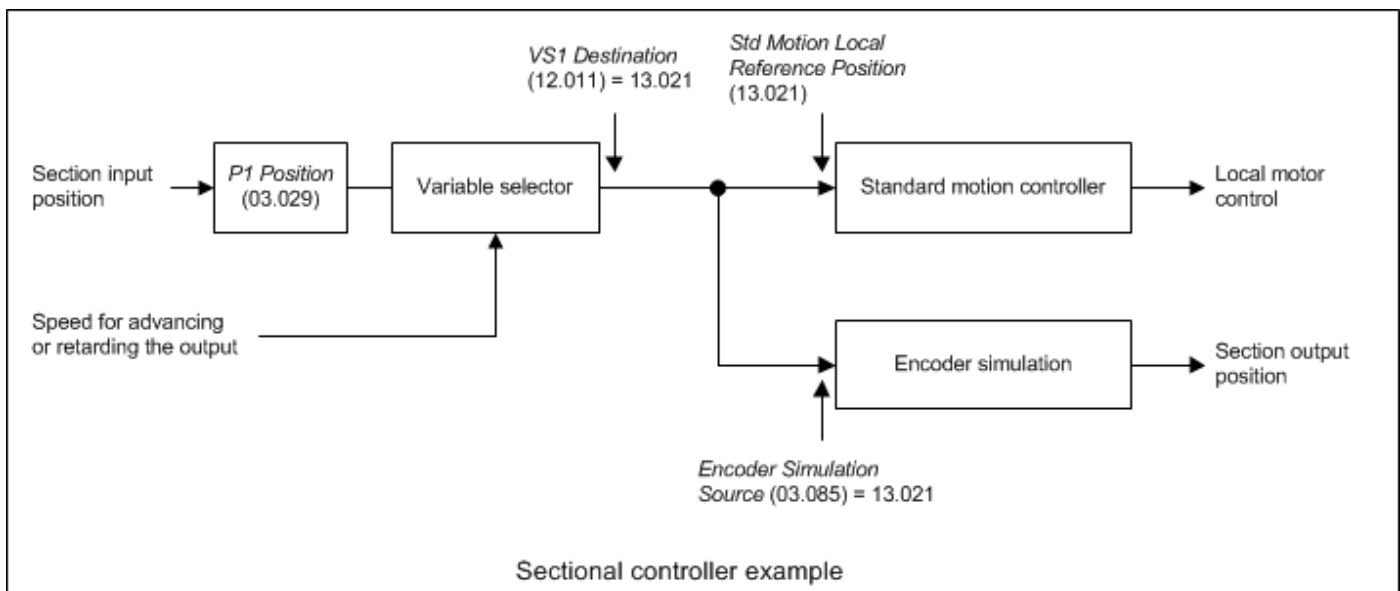 VS1 Destination
(12.011) = 13.021
Std Motion Local
Reference Position
(13.021)
Section input
position
P1 Position
(03.029)
Variable selector
Standard motion controller
Local motor
control
Speed for advancing
or retarding the output
Encoder simulation
Section output
position
Encoder Simulation
Source (03.085) = 13.021
Sectional controller example